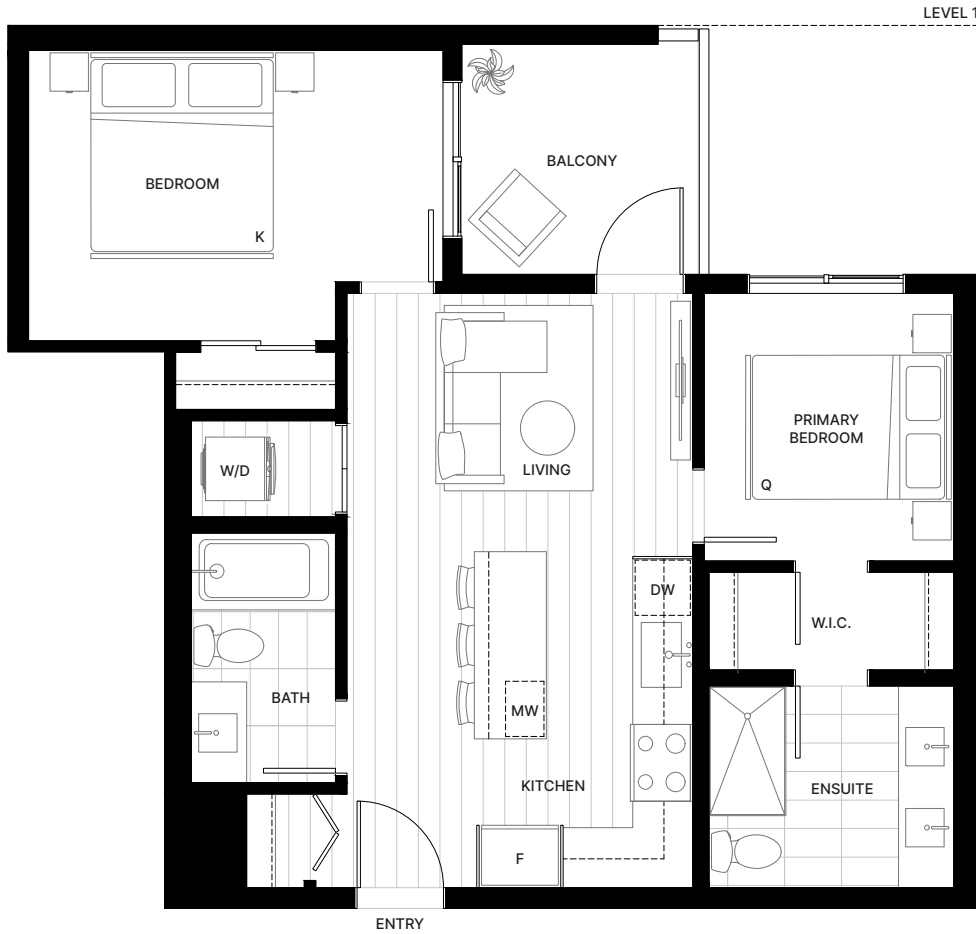 LEVEL 1
BALCONY
BEDROOM
K
PRIMARY
BEDROOM
W/D
LIVING
Q
DW
W.I.C.
BATH
MW
KITCHEN
ENSUITE
F
ENTRY